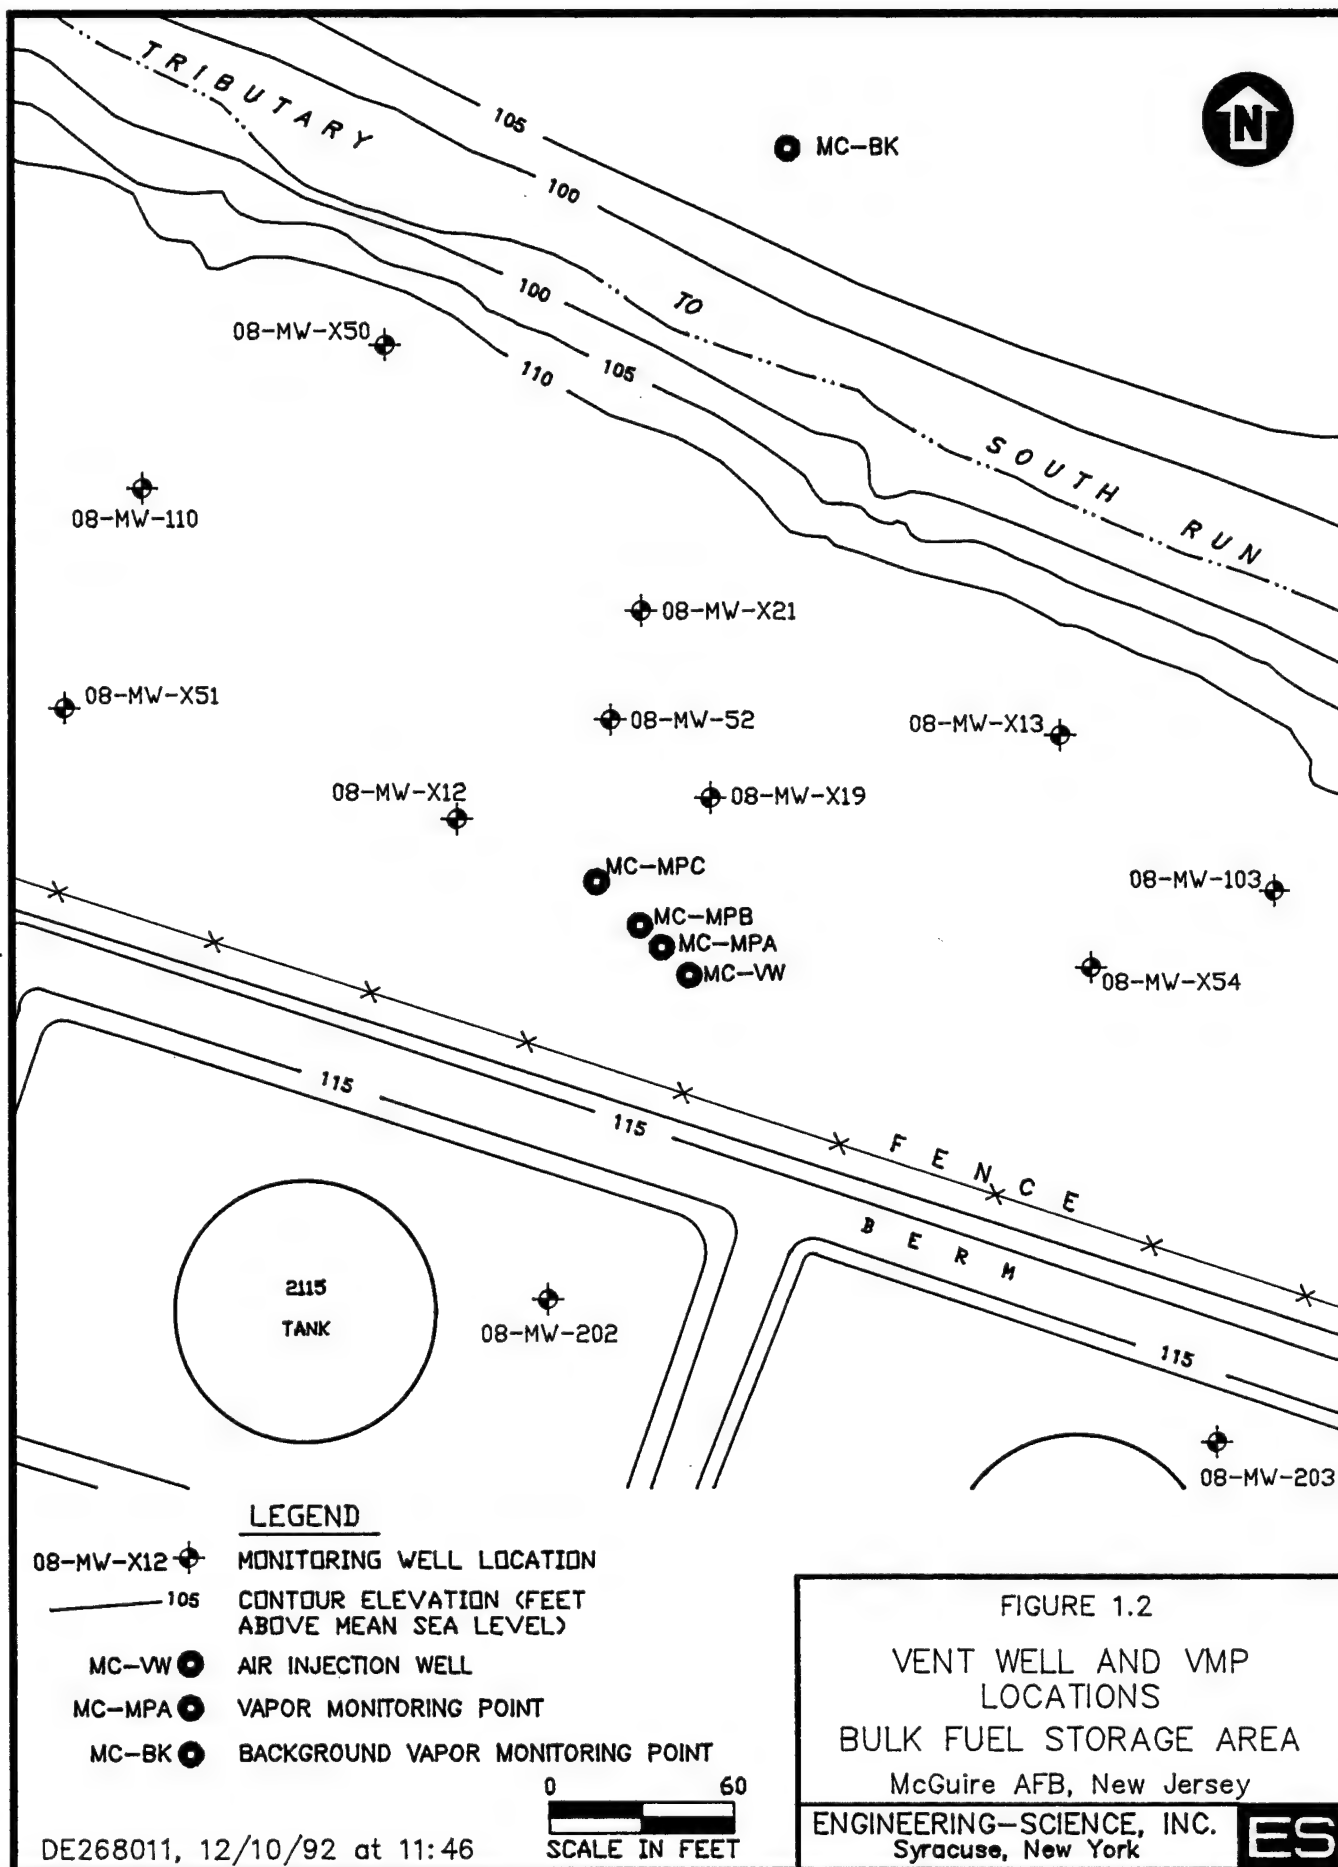 TRIBUTARY
105
MC-BK
N
100
TO
100
08-MW-X50
105
110
SOUTH RUN
08-MW-110
08-MW-X21
08-MW-X51
08-MW-52
08-MW-X13
08-MW-X12
08-MW-X19
MC-MPC
08-MW-103
MC-MPB
MC-MPA
MC-VW
08-MW-X54
115
115
FENCE
BERM
2115
TANK
08-MW-202
115
08-MW-203
LEGEND
08-MW-X12 MONITORING WELL LOCATION
105 CONTOUR ELEVATION (FEET
ABOVE MEAN SEA LEVEL)
MC-VW AIR INJECTION WELL
MC-MPA VAPOR MONITORING POINT
MC-BK BACKGROUND VAPOR MONITORING POINT
0 60
SCALE IN FEET
DE268011, 12/10/92 at 11:46
FIGURE 1.2
VENT WELL AND VMP
LOCATIONS
BULK FUEL STORAGE AREA
McGuire AFB, New Jersey
ENGINEERING-SCIENCE, INC.
Syracuse, New York
ES